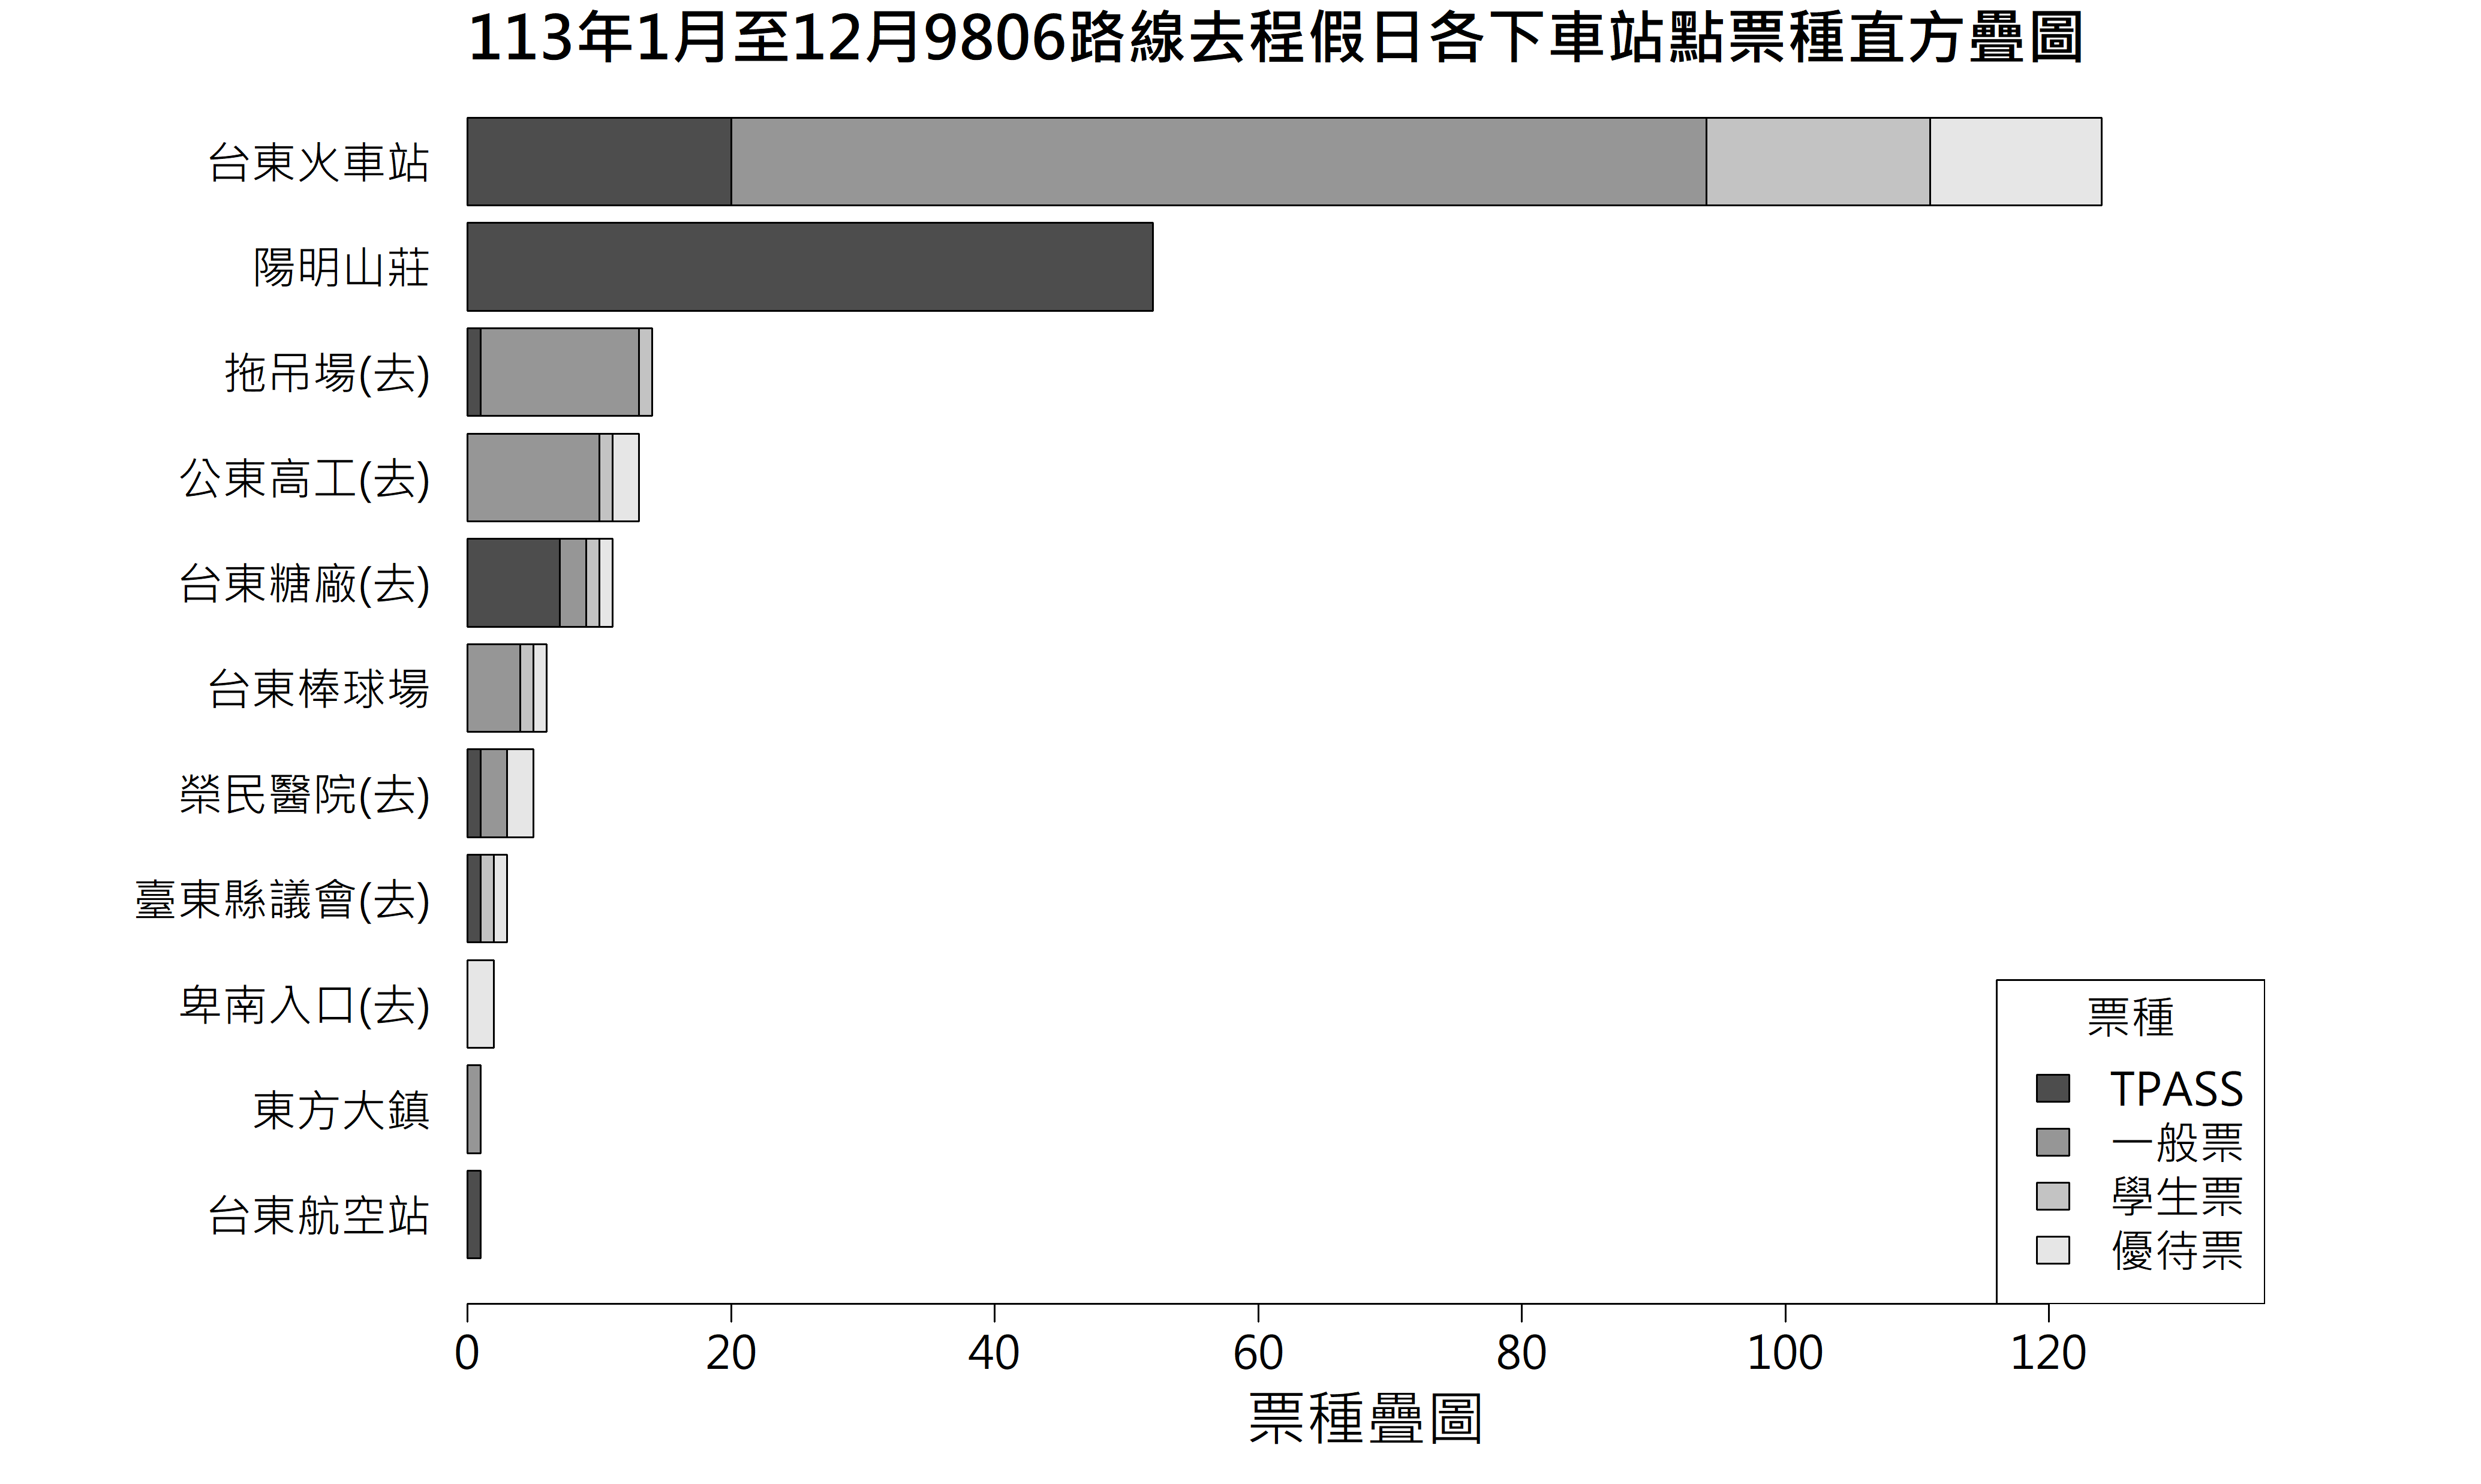 113年1月至12月9806路線去程假日各下車站點票種直方疊圖
台東火車站
陽明山莊
拖吊場(去)
公東高工(去)
台東糖廠(去)
台東棒球場
榮民醫院(去)
臺東縣議會(去)
卑南入口(去)
東方大鎮
台東航空站
票種
TPASS
一般票
學生票
優待票
0 20 40 60 80 100 120
票種疊圖